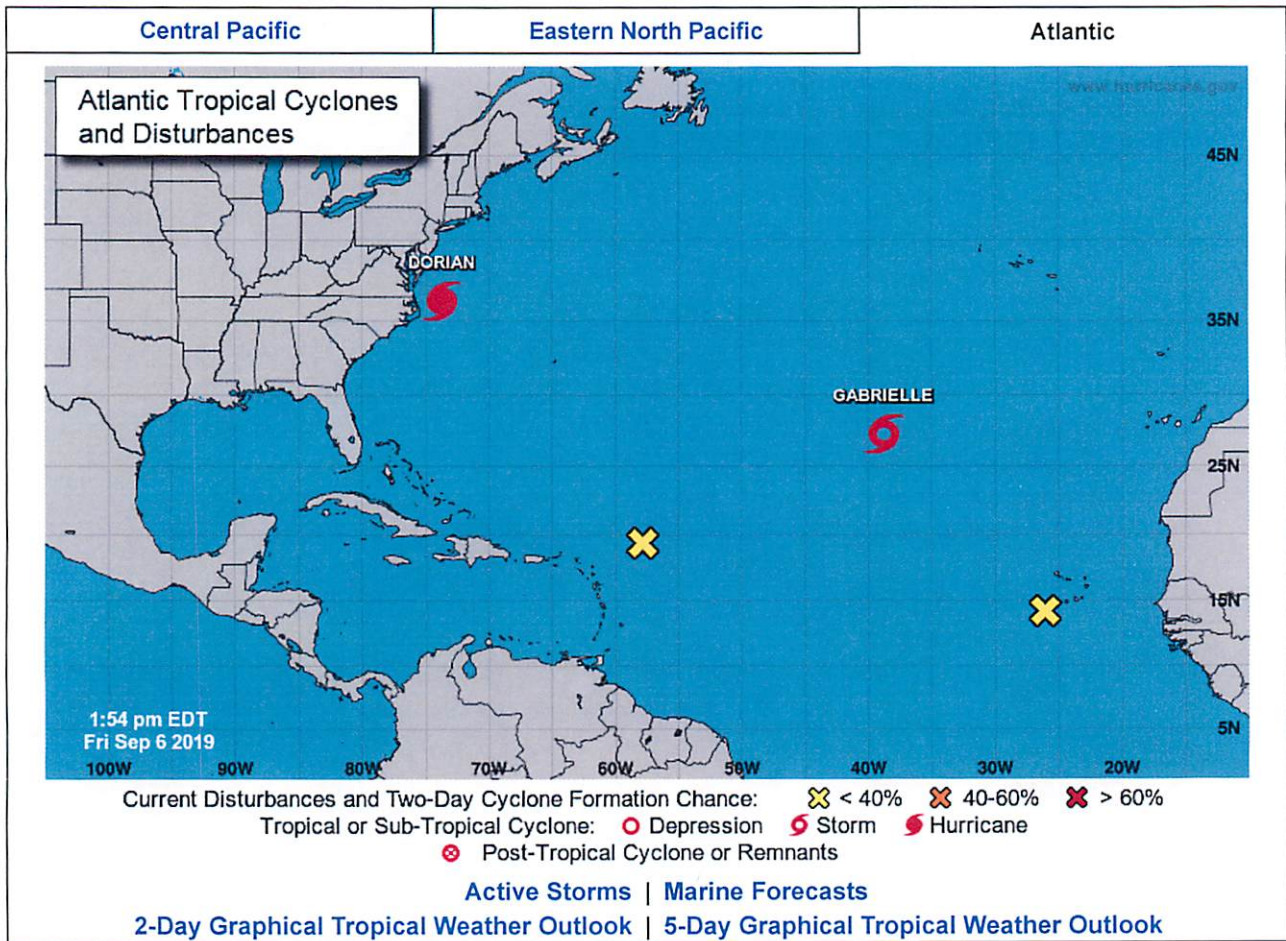 Central Pacific
Eastern North Pacific
Atlantic
Atlantic Tropical Cyclones
and Disturbances
www.hurricanes.gov
45N
DORIAN
35N
GABRIELLE
25N
15N
1:54 pm EDT
Fri Sep 6 2019
5N
100W 90W 80W 70W 60W 50W 40W 30W 20W
Current Disturbances and Two-Day Cyclone Formation Chance: < 40% 40-60% > 60%
Tropical or Sub-Tropical Cyclone: Depression Storm Hurricane
Post-Tropical Cyclone or Remnants
Active Storms | Marine Forecasts
2-Day Graphical Tropical Weather Outlook | 5-Day Graphical Tropical Weather Outlook